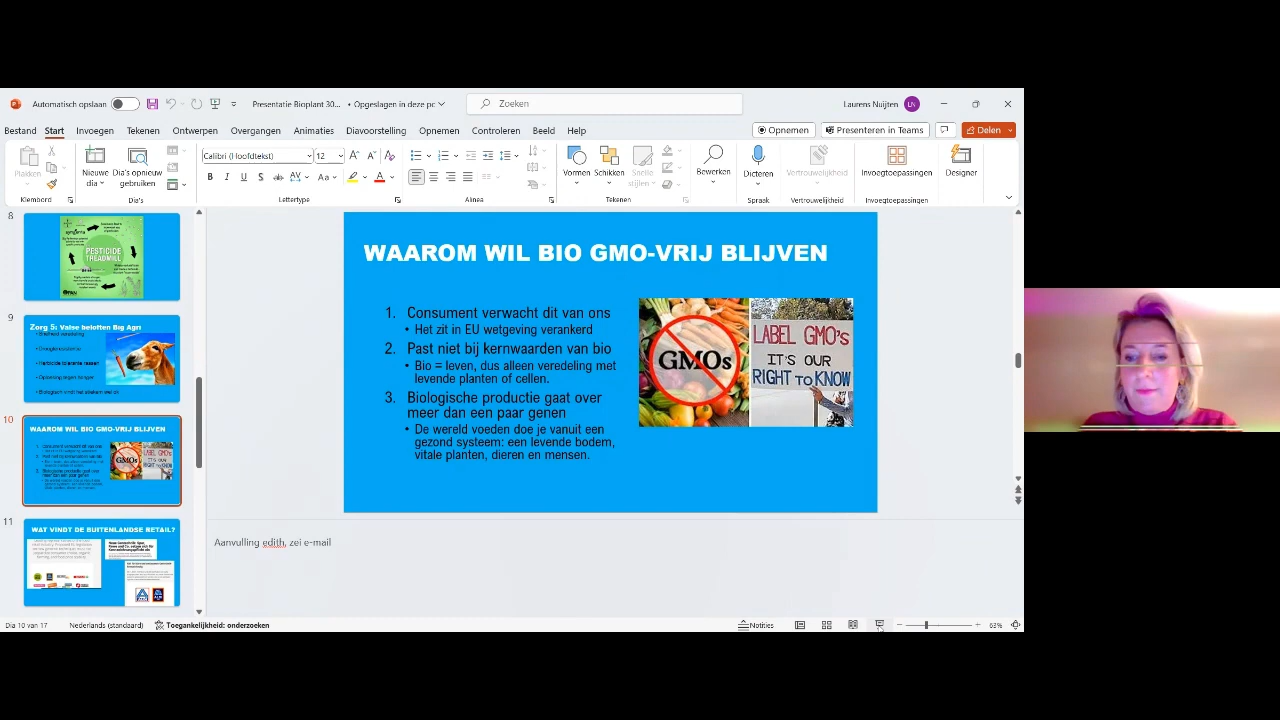 Automatisch opslaan
Presentatie Bioplant 30... • Opgeslagen in deze pc
Zoeken
Laurens Nuijten
LN
Bestand Start Invoegen Tekenen Ontwerpen Overgangen Animaties Diavoorstelling Opnemen Controleren Beeld Help
Opnemen
Presenteren in Teams
Delen
Plakken
Nieuwe dia
Dia's opnieuw gebruiken
Calibri (Hoofdtekst) 12
Vormen
Schikken
Snelle stijlen
Bewerken
Dicteren
Vertrouwelijkheid
Invoegtoepassingen
Designer
Klembord
Dia's
Lettertype
Alinea
Tekenen
Spraak
Vertrouwelijkheid
Invoegtoepassingen
8
PESTICIDE
TREADMILL
9
Zorg 5: Valse beloften Big Agri
10
WAAROM WIL BIO GMO-VRIJ BLIJVEN
11
WAT VINDT DE BUITENLANDSE RETAIL?
WAAROM WIL BIO GMO-VRIJ BLIJVEN
1. Consument verwacht dit van ons
• Het zit in EU wetgeving verankerd
2. Past niet bij kernwaarden van bio
• Bio = leven, dus alleen veredeling met
levende planten of cellen.
3. Biologische productie gaat over
meer dan een paar genen
• De wereld voeden doe je vanuit een
gezond systeem: een levende bodem,
vitale planten, dieren en mensen.
GMOs
LABEL GMO's
IT'S OUR
RIGHT TO KNOW
Aanvulling edith, zei e-mail
Dia 10 van 17
Nederlands (standaard)
Toegankelijkheid: onderzoeken
Notities
63%